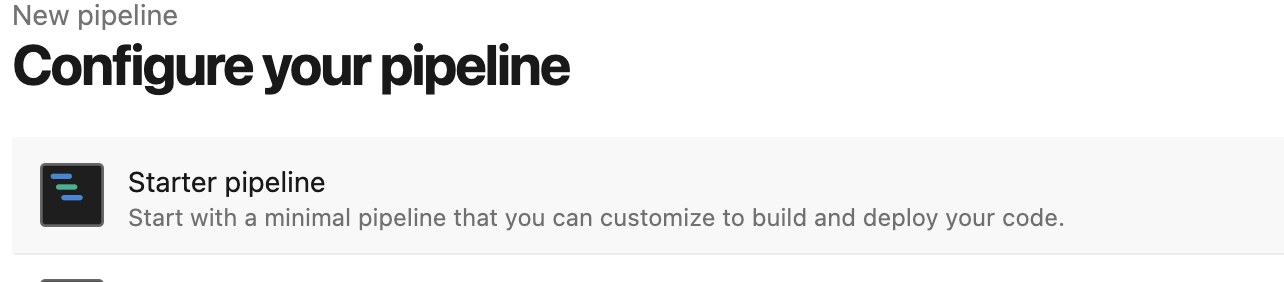 New pipeline
Configure your pipeline
Starter pipeline
Start with a minimal pipeline that you can customize to build and deploy your code.